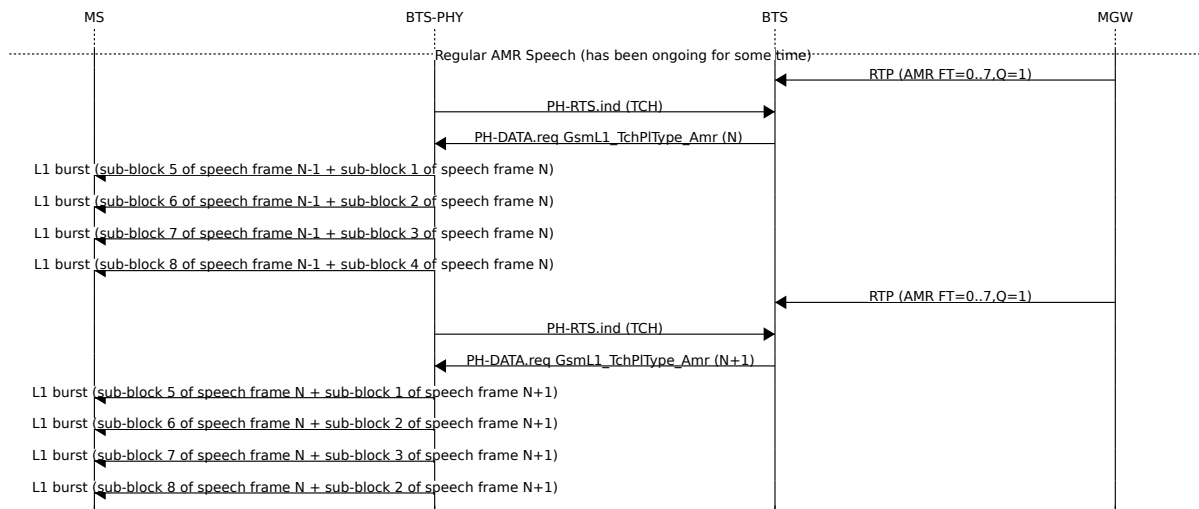 MS BTS-PHY BTS MGW
Regular AMR Speech (has been ongoing for some time)
RTP (AMR FT=0..7,Q=1)
PH-RTS.ind (TCH)
PH-DATA.req GsmL1_TchPlType_Amr (N)
L1 burst (sub-block 5 of speech frame N-1 + sub-block 1 of speech frame N)
L1 burst (sub-block 6 of speech frame N-1 + sub-block 2 of speech frame N)
L1 burst (sub-block 7 of speech frame N-1 + sub-block 3 of speech frame N)
L1 burst (sub-block 8 of speech frame N-1 + sub-block 4 of speech frame N)
RTP (AMR FT=0..7,Q=1)
PH-RTS.ind (TCH)
PH-DATA.req GsmL1_TchPlType_Amr (N+1)
L1 burst (sub-block 5 of speech frame N + sub-block 1 of speech frame N+1)
L1 burst (sub-block 6 of speech frame N + sub-block 2 of speech frame N+1)
L1 burst (sub-block 7 of speech frame N + sub-block 3 of speech frame N+1)
L1 burst (sub-block 8 of speech frame N + sub-block 2 of speech frame N+1)